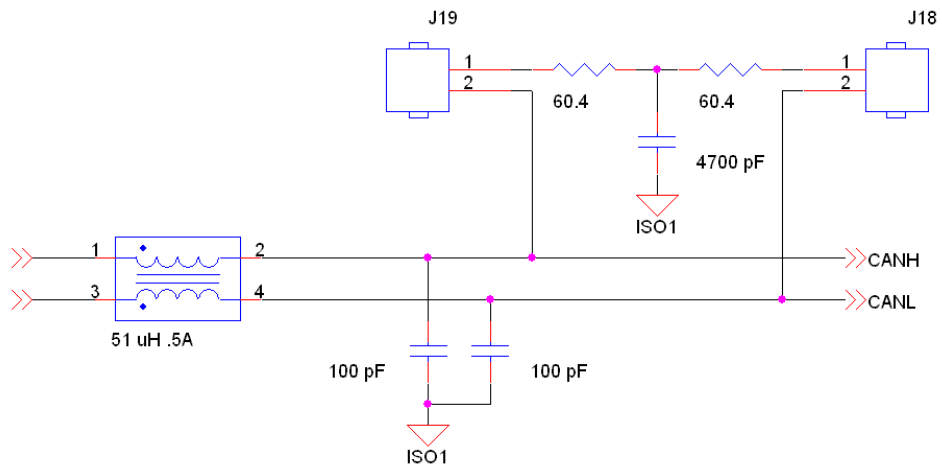 J19
J18
1
2
1
2
60.4
60.4
4700 pF
ISO1
1
2
CANH
3
4
CANL
51 uH .5A
100 pF
100 pF
ISO1